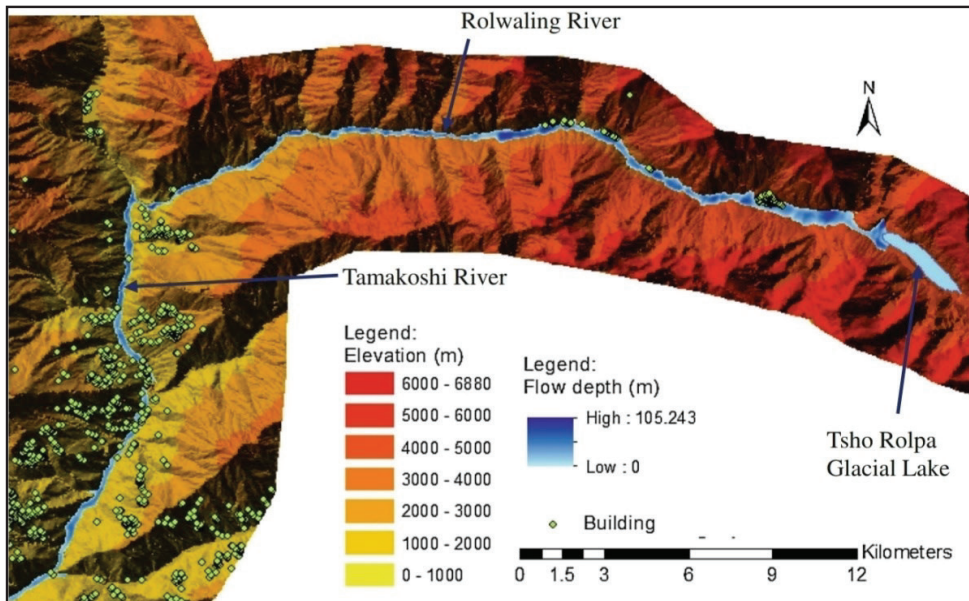 Rolwaling River
N
Tamakoshi River
Legend:
Elevation (m)
6000 - 6880
5000 - 6000
4000 - 5000
3000 - 4000
2000 - 3000
1000 - 2000
0 - 1000
Legend:
Flow depth (m)
High : 105.243
Low : 0
Tsho Rolpa
Glacial Lake
Building
Kilometers
0 1.5 3 6 9 12